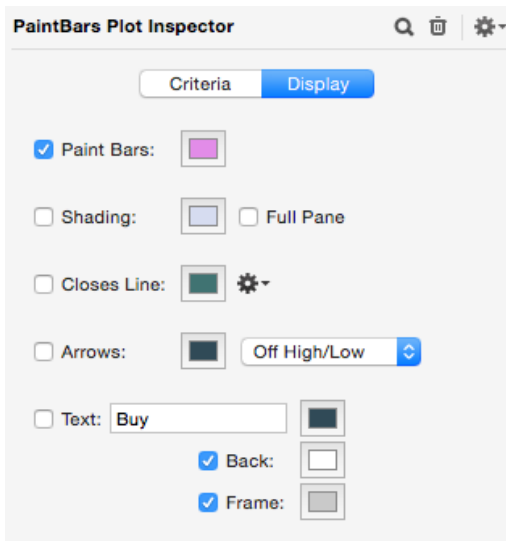 PaintBars Plot Inspector
Criteria Display
Paint Bars:
Shading: Full Pane
Closes Line:
Arrows: Off High/Low
Text: Buy
Back:
Frame: